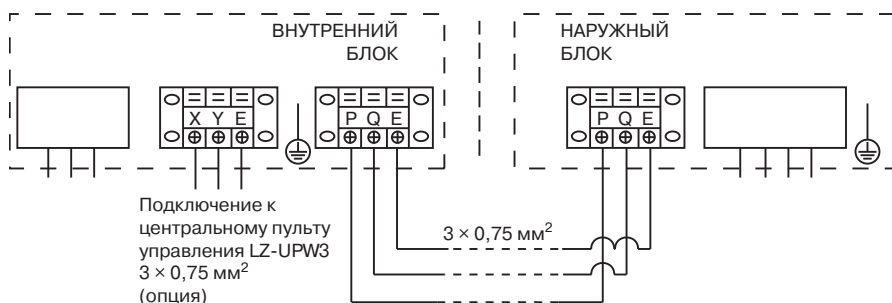 ВНУТРЕННИЙ
БЛОК
НАРУЖНЫЙ
БЛОК
X Y E
P Q E
P Q E
Подключение к
центральному пульту
управления LZ-UPW3
3 × 0,75 мм²
(опция)
3 × 0,75 мм²